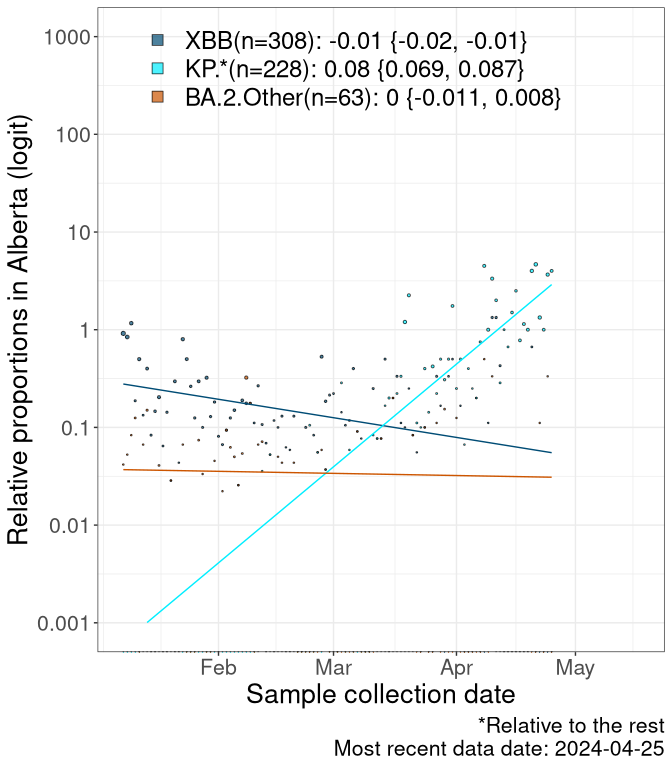 XBB(n=308): -0.01 {-0.02, -0.01}
KP.*(n=228): 0.08 {0.069, 0.087}
BA.2.Other(n=63): 0 {-0.011, 0.008}
Relative proportions in Alberta (logit)
1000
100
10
1
0.1
0.01
0.001
Feb Mar Apr May
Sample collection date
*Relative to the rest
Most recent data date: 2024-04-25